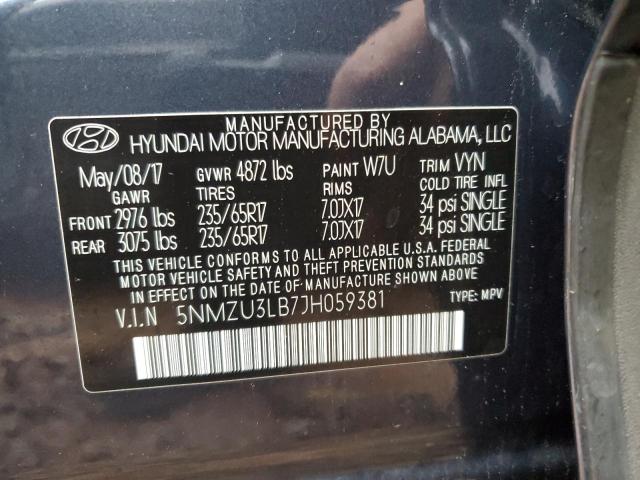 MANUFACTURED BY
HYUNDAI MOTOR MANUFACTURING ALABAMA, LLC
May/08/17 GVWR 4872 lbs PAINT W7U TRIM VYN
GAWR TIRES RIMS COLD TIRE INFL
FRONT 2976 lbs 235/65R17 7.0JX17 34 psi SINGLE
REAR 3075 lbs 235/65R17 7.0JX17 34 psi SINGLE
THIS VEHICLE CONFORMS TO ALL APPLICABLE U.S.A. FEDERAL
MOTOR VEHICLE SAFETY AND THEFT PREVENTION STANDARDS
IN EFFECT ON THE DATE OF MANUFACTURE SHOWN ABOVE.
V.I.N 5NMZU3LB7JH059381 TYPE: MPV